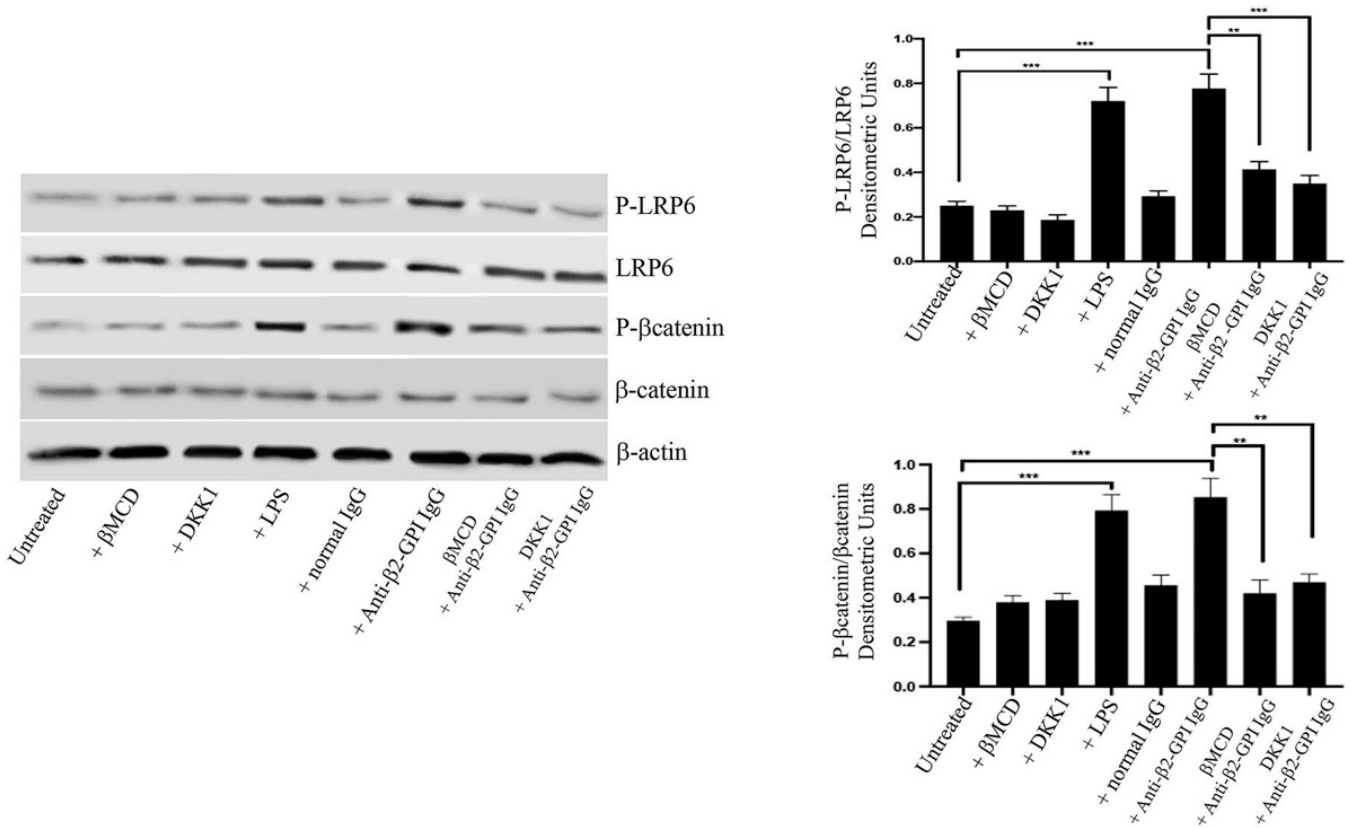 P-LRP6
LRP6
P-βcatenin
β-catenin
β-actin
Untreated
+ βMCD
+ DKK1
+ LPS
+ normal IgG
+ Anti-β2-GPI IgG
βMCD
+ Anti-β2-GPI IgG
DKK1
+ Anti-β2-GPI IgG
P-LRP6/LRP6
Densitometric Units
1.0
0.8
0.6
0.4
0.2
0.0
***
***
**
***
Untreated
+ βMCD
+ DKK1
+ LPS
+ normal IgG
+ Anti-β2-GPI IgG
βMCD
+ Anti-β2 -GPI IgG
DKK1
+ Anti-β2-GPI IgG
P-βcatenin/βcatenin
Densitometric Units
1.0
0.8
0.6
0.4
0.2
0.0
**
**
***
***
Untreated
+ βMCD
+ DKK1
+ LPS
+ normal IgG
+ Anti-β2-GPI IgG
βMCD
+ Anti-β2-GPI IgG
DKK1
+ Anti-β2-GPI IgG